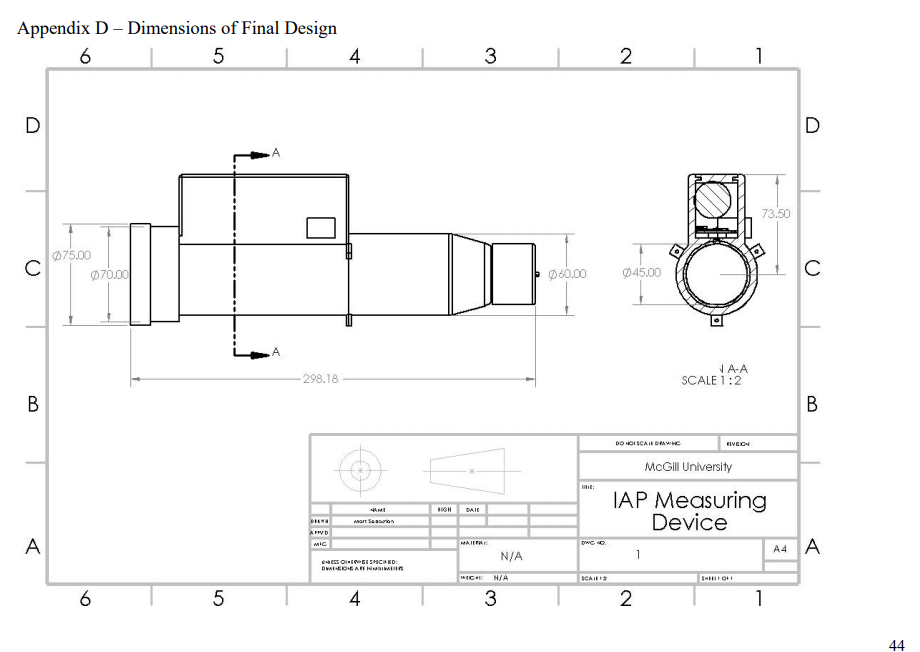 Appendix D – Dimensions of Final Design
6 5 4 3 2 1
D D
A
73.50
Ø75.00
C Ø70.00 Ø60.00 Ø45.00 C
A
298.18
A-A
SCALE 1 : 2
B B
DO NOT SCALE DRAWING REVISION
McGill University
TITLE:
IAP Measuring
Device
NAME SIGN DATE
DRAWN
APPV'D
MFG
MATERIAL:
N/A
DWG NO.
1
A4
A A
UNLESS OTHERWISE SPECIFIED:
DIMENSIONS ARE IN MILLIMETERS
WEIGHT: N/A
SCALE 1:2
SHEET 1 OF 1
6 5 4 3 2 1
44